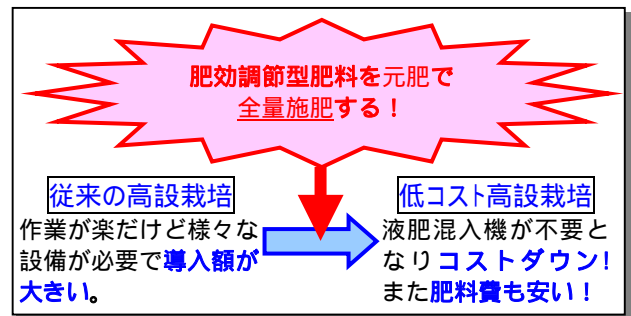 肥効調節型肥料を元肥で
全量施肥する!
従来の高設栽培
作業が楽だけど様々な
設備が必要で導入額が
大きい。
低コスト高設栽培
液肥混入機が不要と
なりコストダウン!
また肥料費も安い!